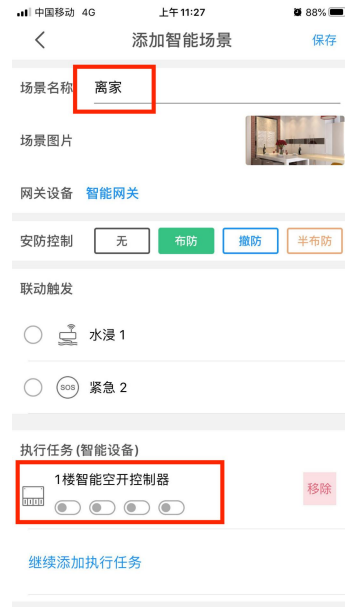 中国移动 4G 上午11:27 88%
添加智能场景 保存
场景名称 离家
场景图片
网关设备 智能网关
安防控制 无 布防 撤防 半布防
联动触发
水浸 1
SOS 紧急 2
执行任务(智能设备)
1楼智能空开控制器
移除
继续添加执行任务